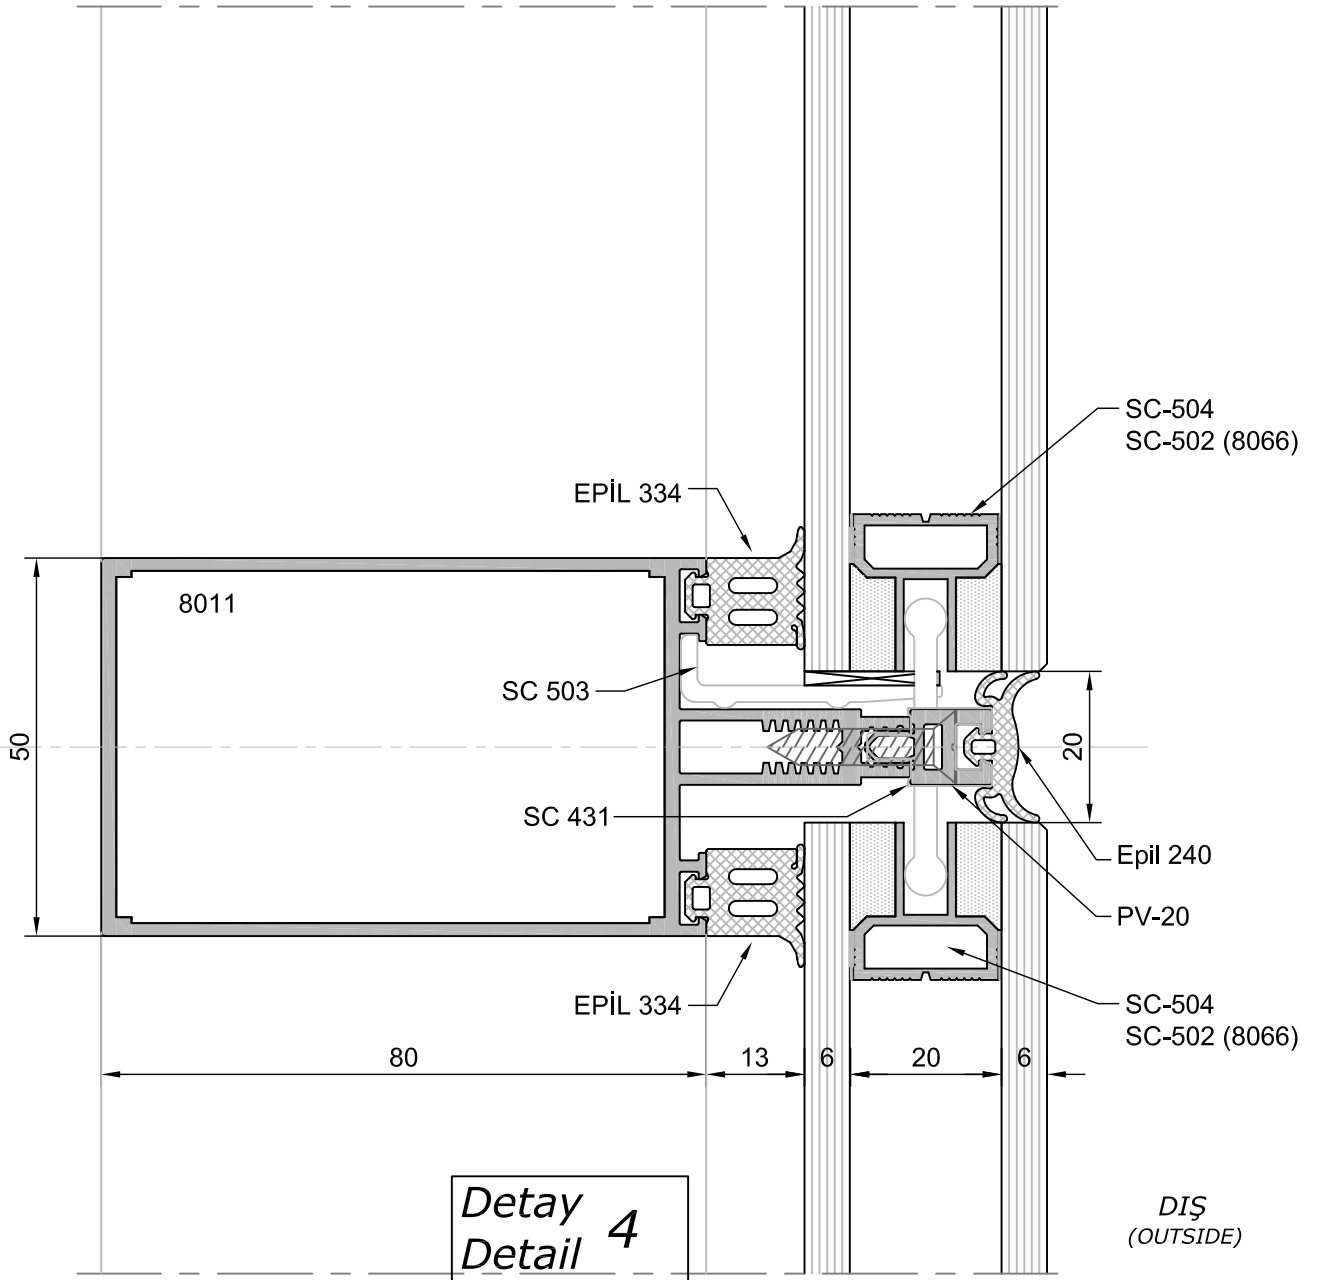 SC-504
SC-502 (8066)
EPİL 334
8011
SC 503
50
20
SC 431
Epil 240
PV-20
EPİL 334
SC-504
SC-502 (8066)
80
13
6
20
6
Detay
Detail
4
DIŞ
(OUTSIDE)